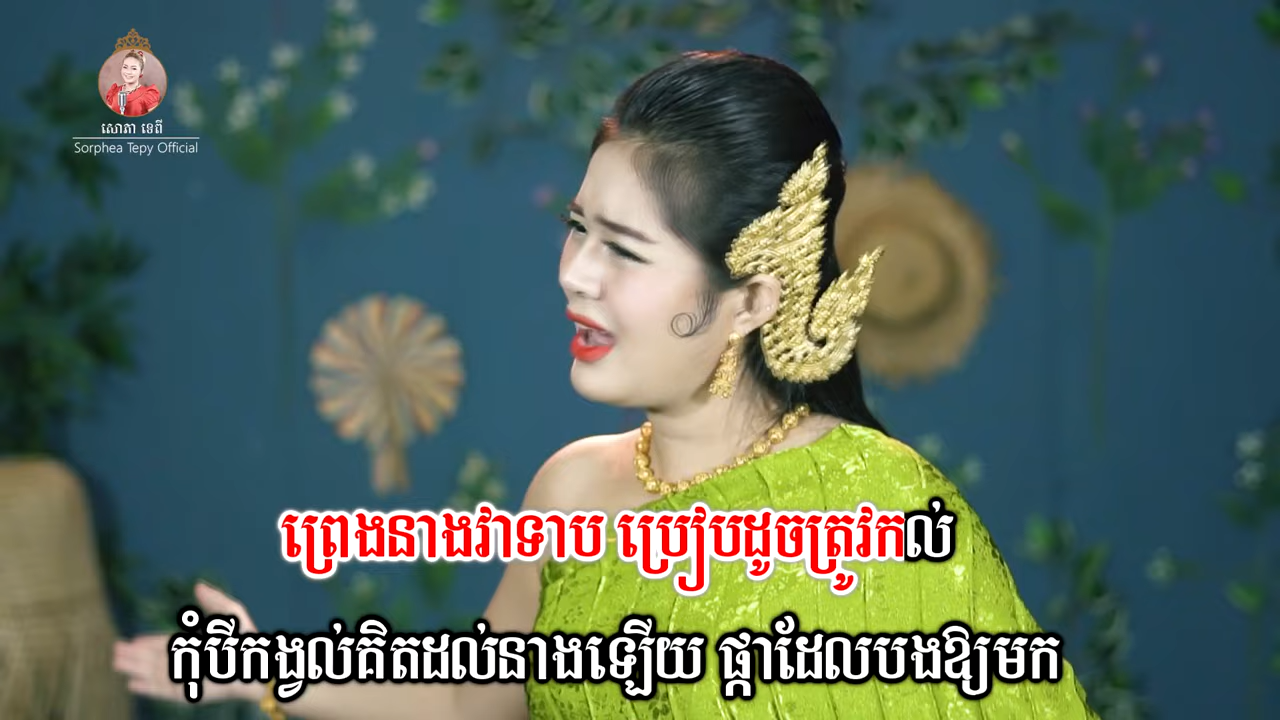 សោភា ទេពី
Sorphea Tepy Official
ព្រេងនាងវាទាប ប្រៀបដូចត្រូវកល់
កុំបីកង្វល់គិតដល់នាងឡើយ ផ្កាដែលបងឱ្យមក